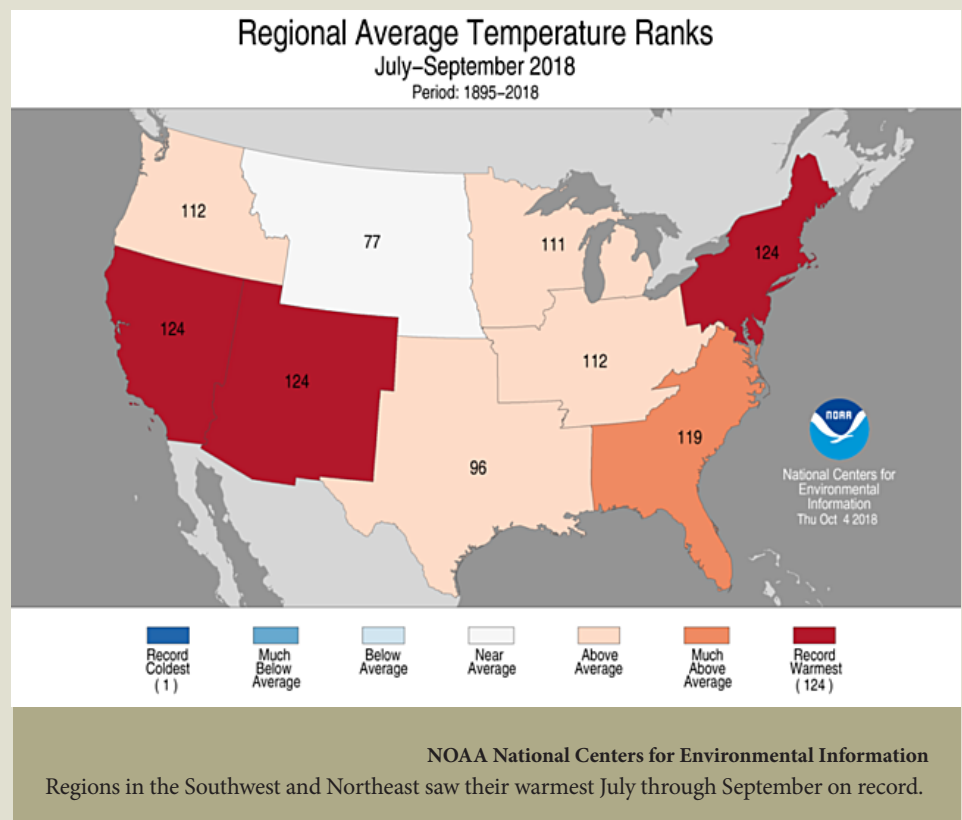 Regional Average Temperature Ranks
July–September 2018
Period: 1895–2018
112
77
111
124
124
124
112
96
119
NOAA
National Centers for
Environmental
Information
Thu Oct 4 2018
Record
Coldest
( 1 )
Much
Below
Average
Below
Average
Near
Average
Above
Average
Much
Above
Average
Record
Warmest
( 124 )
NOAA National Centers for Environmental Information
Regions in the Southwest and Northeast saw their warmest July through September on record.